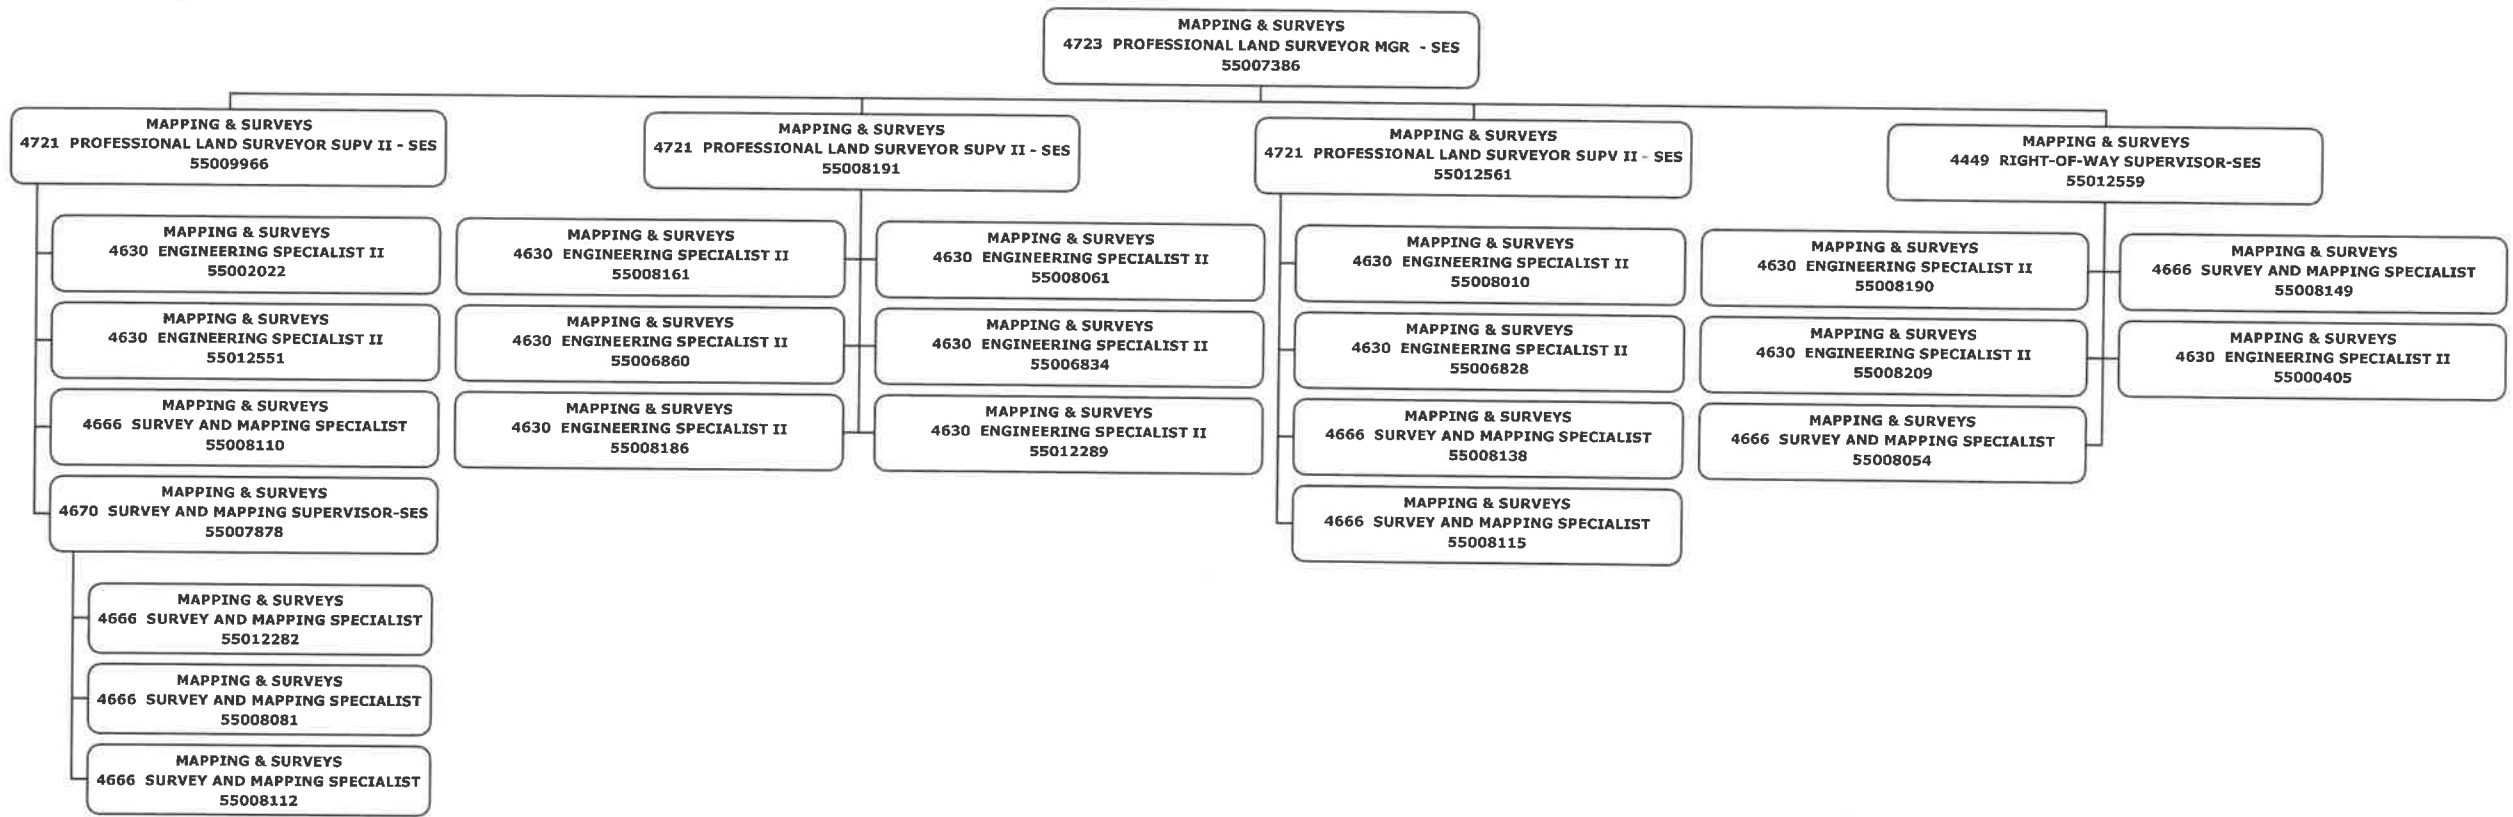 MAPPING & SURVEYS
4723 PROFESSIONAL LAND SURVEYOR MGR - SES
55007386
MAPPING & SURVEYS
4721 PROFESSIONAL LAND SURVEYOR SUPV II - SES
55009966
MAPPING & SURVEYS
4721 PROFESSIONAL LAND SURVEYOR SUPV II - SES
55008191
MAPPING & SURVEYS
4721 PROFESSIONAL LAND SURVEYOR SUPV II - SES
55012561
MAPPING & SURVEYS
4449 RIGHT-OF-WAY SUPERVISOR-SES
55012559
MAPPING & SURVEYS
4630 ENGINEERING SPECIALIST II
55002022
MAPPING & SURVEYS
4630 ENGINEERING SPECIALIST II
55012551
MAPPING & SURVEYS
4666 SURVEY AND MAPPING SPECIALIST
55008110
MAPPING & SURVEYS
4670 SURVEY AND MAPPING SUPERVISOR-SES
55007878
MAPPING & SURVEYS
4666 SURVEY AND MAPPING SPECIALIST
55012282
MAPPING & SURVEYS
4666 SURVEY AND MAPPING SPECIALIST
55008081
MAPPING & SURVEYS
4666 SURVEY AND MAPPING SPECIALIST
55008112
MAPPING & SURVEYS
4630 ENGINEERING SPECIALIST II
55008161
MAPPING & SURVEYS
4630 ENGINEERING SPECIALIST II
55006860
MAPPING & SURVEYS
4630 ENGINEERING SPECIALIST II
55008186
MAPPING & SURVEYS
4630 ENGINEERING SPECIALIST II
55008061
MAPPING & SURVEYS
4630 ENGINEERING SPECIALIST II
55006834
MAPPING & SURVEYS
4630 ENGINEERING SPECIALIST II
55012289
MAPPING & SURVEYS
4630 ENGINEERING SPECIALIST II
55008010
MAPPING & SURVEYS
4630 ENGINEERING SPECIALIST II
55006828
MAPPING & SURVEYS
4666 SURVEY AND MAPPING SPECIALIST
55008138
MAPPING & SURVEYS
4666 SURVEY AND MAPPING SPECIALIST
55008115
MAPPING & SURVEYS
4630 ENGINEERING SPECIALIST II
55008190
MAPPING & SURVEYS
4630 ENGINEERING SPECIALIST II
55008209
MAPPING & SURVEYS
4666 SURVEY AND MAPPING SPECIALIST
55008054
MAPPING & SURVEYS
4666 SURVEY AND MAPPING SPECIALIST
55008149
MAPPING & SURVEYS
4630 ENGINEERING SPECIALIST II
55000405